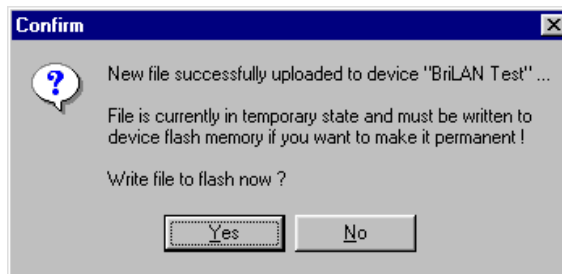 Confirm
New file successfully uploaded to device "BriLAN Test" ...
File is currently in temporary state and must be written to
device flash memory if you want to make it permanent !
Write file to flash now ?
Yes No